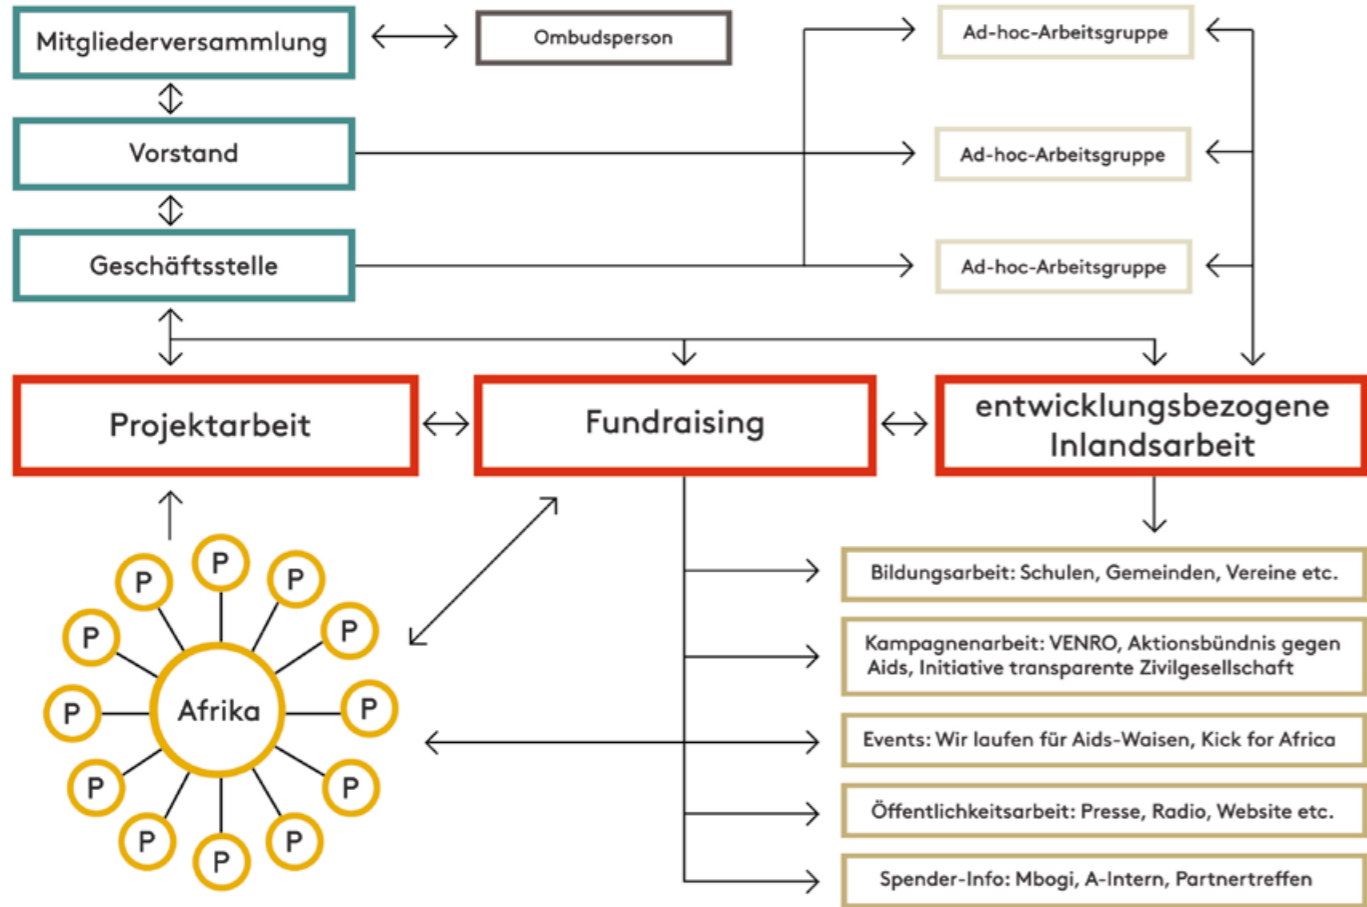 Mitgliederversammlung
Ombudsperson
Ad-hoc-Arbeitsgruppe
Vorstand
Ad-hoc-Arbeitsgruppe
Geschäftsstelle
Ad-hoc-Arbeitsgruppe
Projektarbeit
Fundraising
entwicklungsbezogene
Inlandsarbeit
P
P
P
P
P
P
P
P
P
P
P
P
Afrika
Bildungsarbeit: Schulen, Gemeinden, Vereine etc.
Kampagnenarbeit: VENRO, Aktionsbündnis gegen
Aids, Initiative transparente Zivilgesellschaft
Events: Wir laufen für Aids-Waisen, Kick for Africa
Öffentlichkeitsarbeit: Presse, Radio, Website etc.
Spender-Info: Mbogi, A-Intern, Partnertreffen